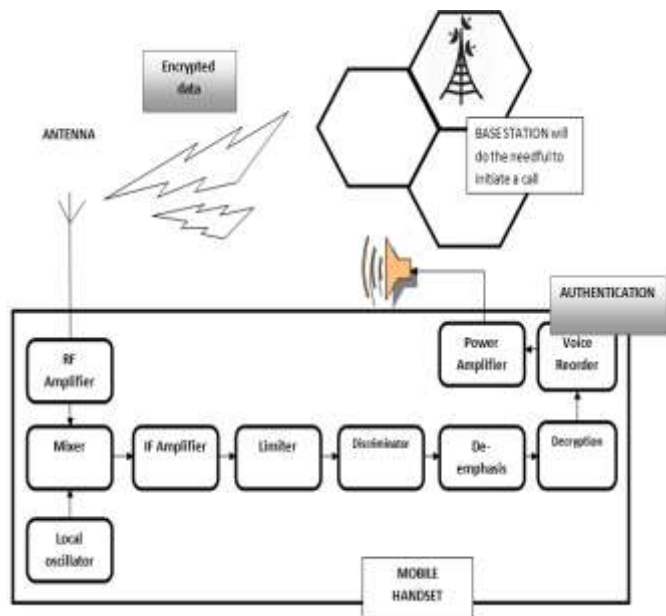 Encrypted
data
ANTENNA
BASE STATION will
do the needful to
initiate a call
AUTHENTICATION
RF
Amplifier
Power
Amplifier
Voice
Reorder
Mixer
IF Amplifier
Limiter
Discriminator
De-
emphasis
Decryption
Local
oscillator
MOBILE
HANDSET